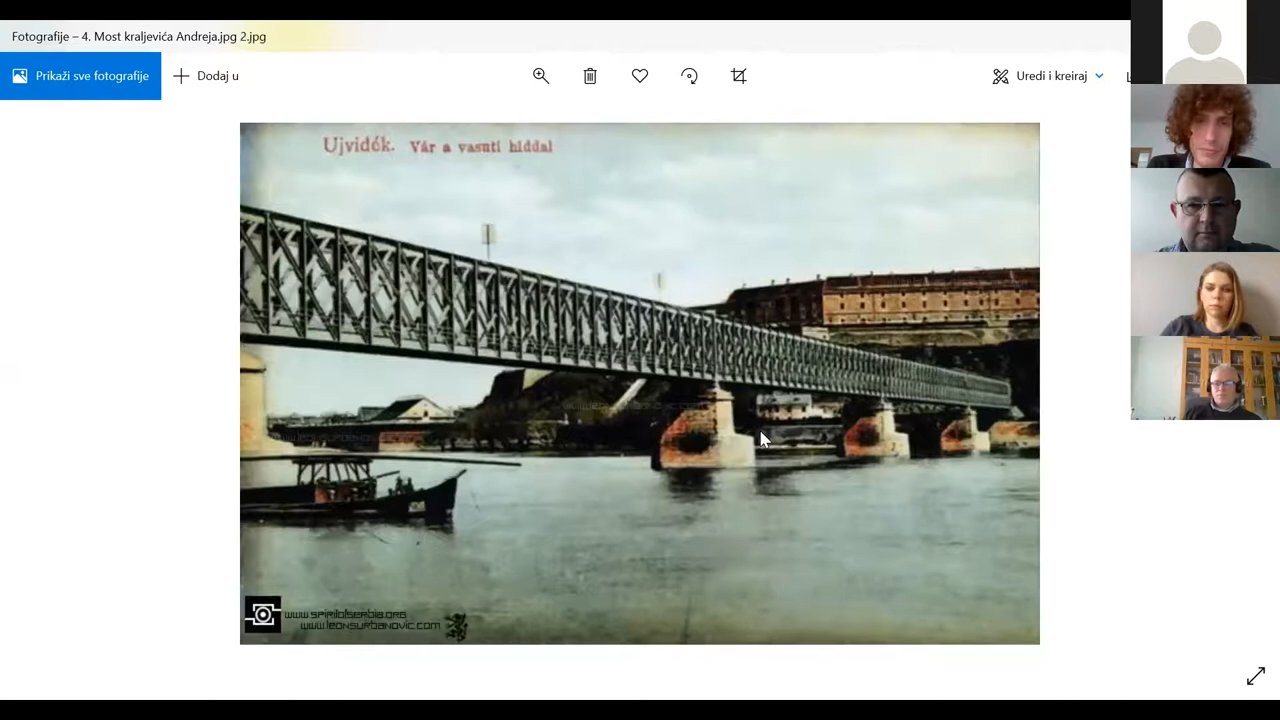 Fotografije – 4. Most kraljevića Andreja.jpg 2.jpg
Prikaži sve fotografije
Dodaj u
Uredi i kreiraj
Ujvidék. Vár a vasuti hiddal
www.spiritofserbia.org
www.leonsurbanovic.com